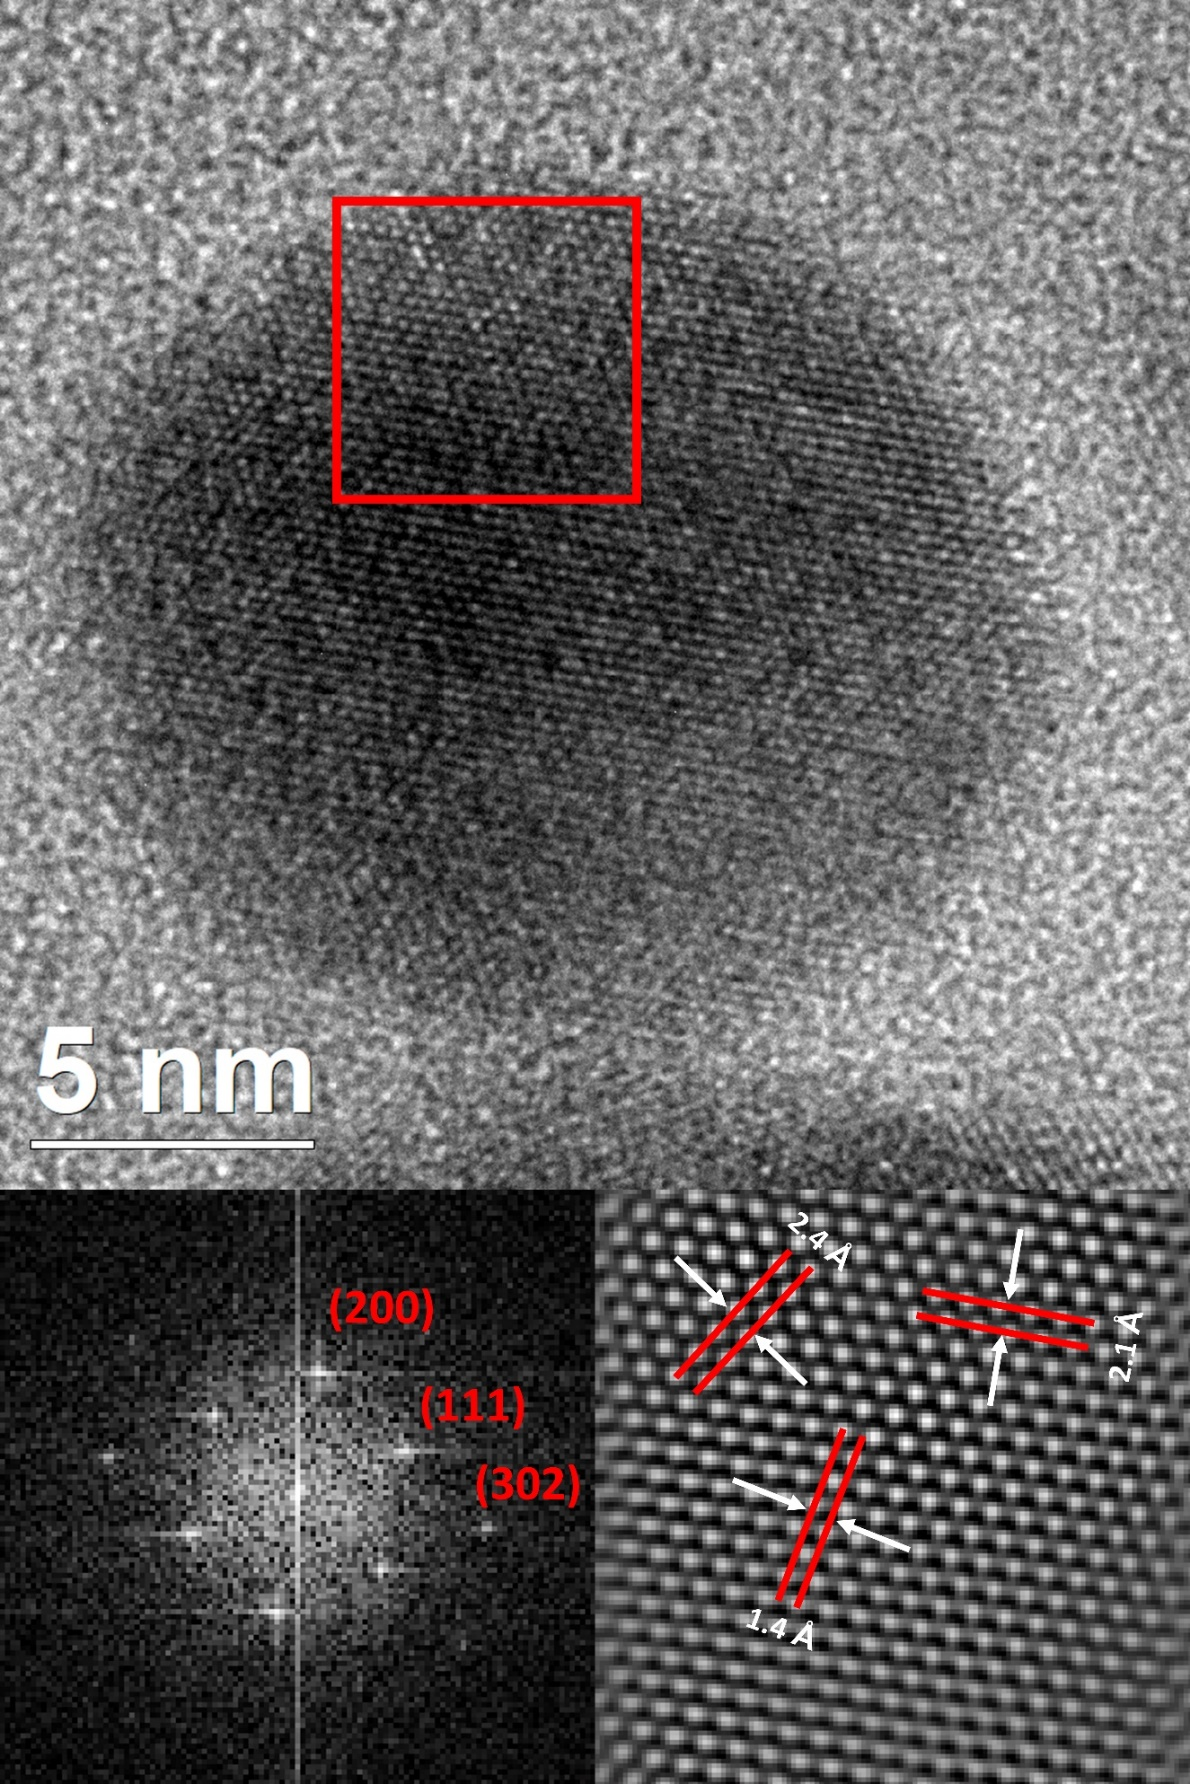 5 nm
(200)
(111)
(302)
2.4 Å
2.1 Å
1.4 Å